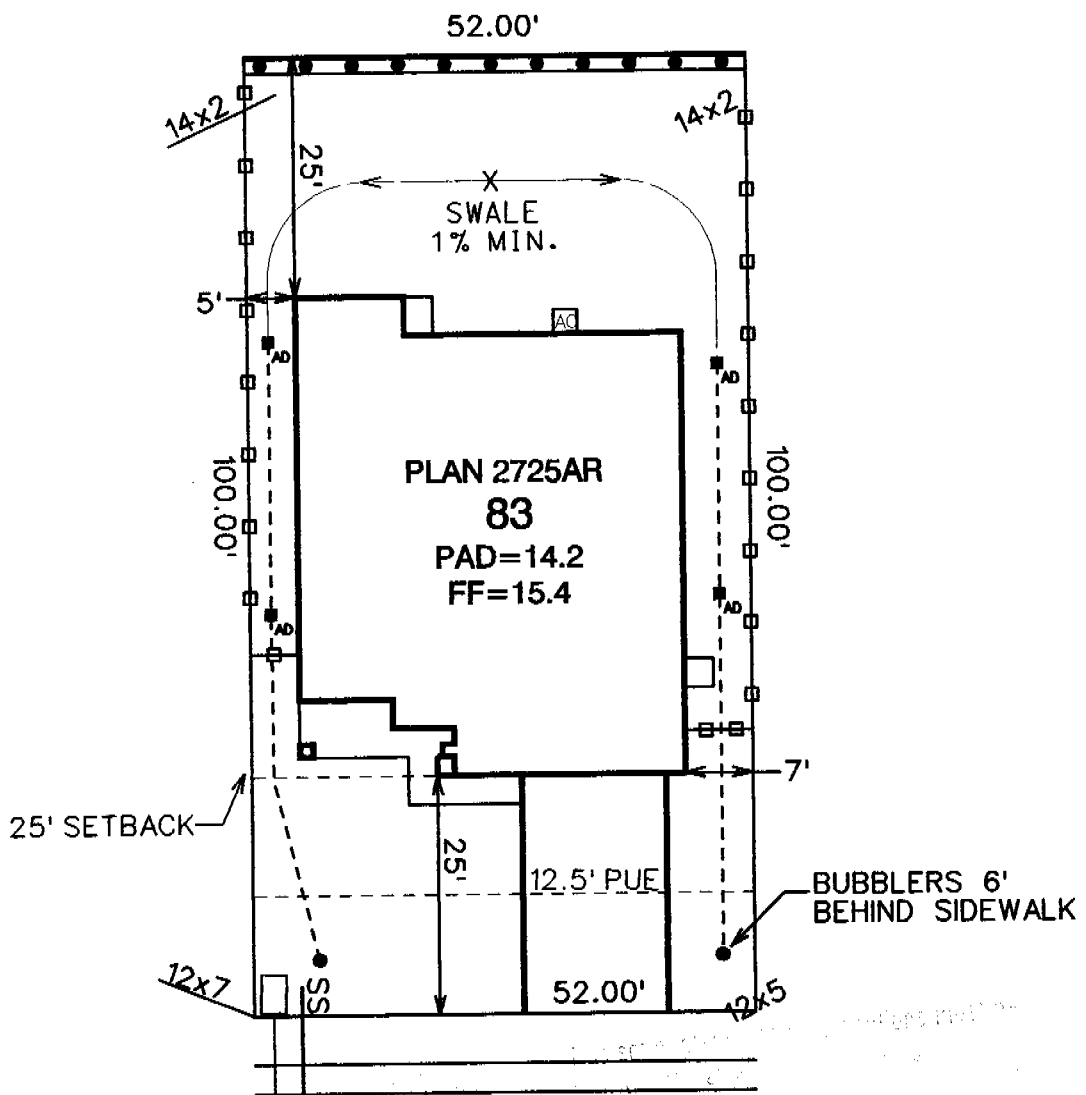 52.00'
14x2
14x2
25'
X
SWALE
1% MIN.
5'
AC
AD
AD
100.00'
100.00'
PLAN 2725AR
83
PAD=14.2
FF=15.4
AD
AD
7'
25' SETBACK
25'
12.5' PUE
BUBBLERS 6'
BEHIND SIDEWALK
12x7
SS
52.00'
12x5